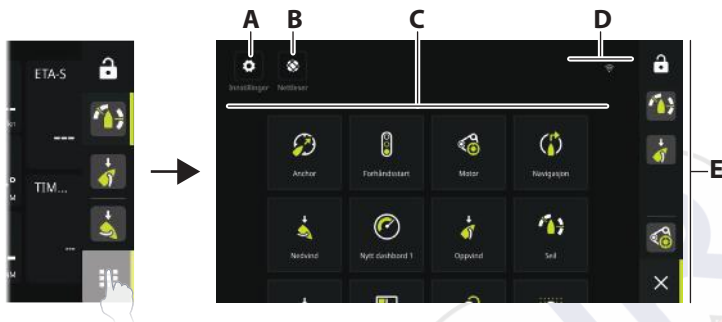 A
B
C
D
ETA-S
TIM...
Innstillinger Nettleser
E
Anchor Forhåndsstart Motor Navigasjon
Nedvind Nytt dashbord 1 Oppvind Seil